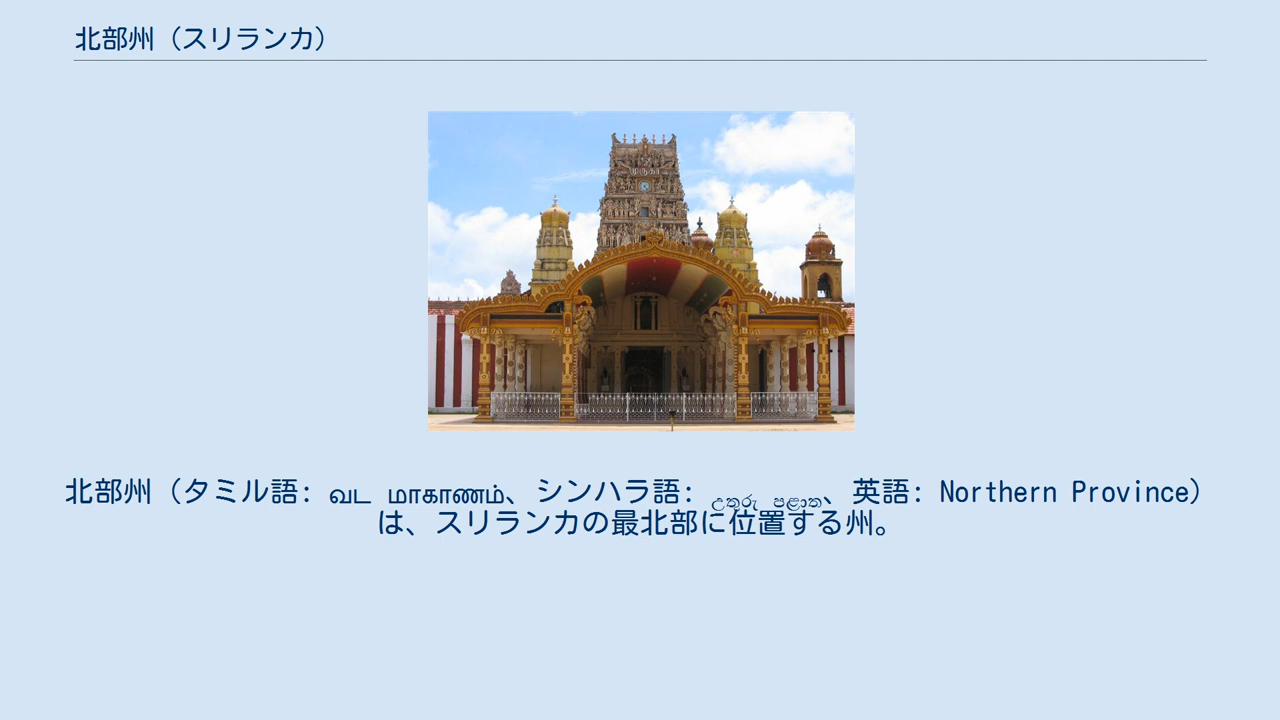 北部州（スリランカ）
முருகா
北部州（タミル語: வட மாகாணம்、シンハラ語: උතුරු පළාත、英語: Northern Province）
は、スリランカの最北部に位置する州。